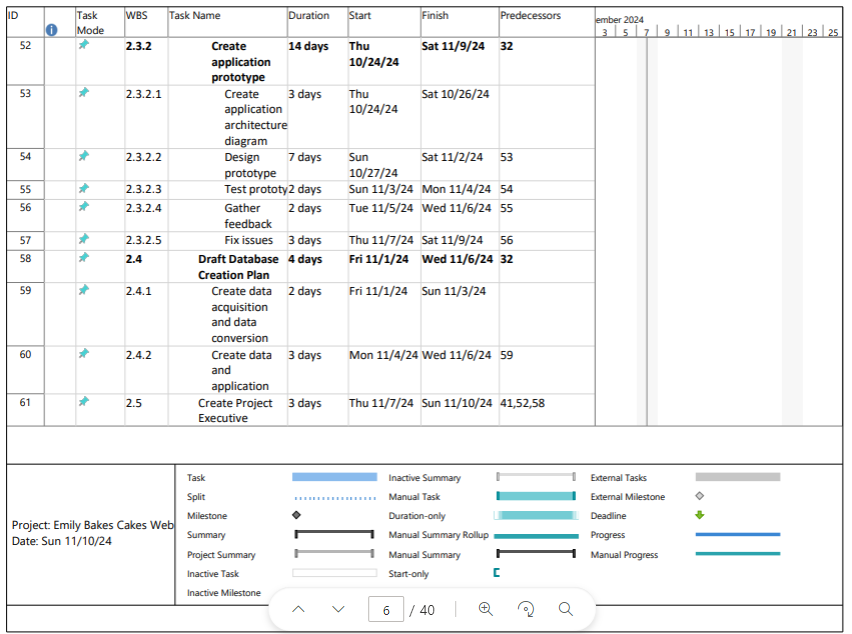 ID Task Mode WBS Task Name Duration Start Finish Predecessors
ember 2024
3 5 7 9 11 13 15 17 19 21 23 25
52 2.3.2 Create application prototype 14 days Thu 10/24/24 Sat 11/9/24 32
53 2.3.2.1 Create application architecture diagram 3 days Thu 10/24/24 Sat 10/26/24
54 2.3.2.2 Design prototype 7 days Sun 10/27/24 Sat 11/2/24 53
55 2.3.2.3 Test prototy 2 days Sun 11/3/24 Mon 11/4/24 54
56 2.3.2.4 Gather feedback 2 days Tue 11/5/24 Wed 11/6/24 55
57 2.3.2.5 Fix issues 3 days Thu 11/7/24 Sat 11/9/24 56
58 2.4 Draft Database Creation Plan 4 days Fri 11/1/24 Wed 11/6/24 32
59 2.4.1 Create data acquisition and data conversion 2 days Fri 11/1/24 Sun 11/3/24
60 2.4.2 Create data and application 3 days Mon 11/4/24 Wed 11/6/24 59
61 2.5 Create Project Executive 3 days Thu 11/7/24 Sun 11/10/24 41,52,58
Project: Emily Bakes Cakes Web
Date: Sun 11/10/24
Task
Split
Milestone
Summary
Project Summary
Inactive Task
Inactive Milestone
Inactive Summary
Manual Task
Duration-only
Manual Summary Rollup
Manual Summary
Start-only
External Tasks
External Milestone
Deadline
Progress
Manual Progress
6 / 40